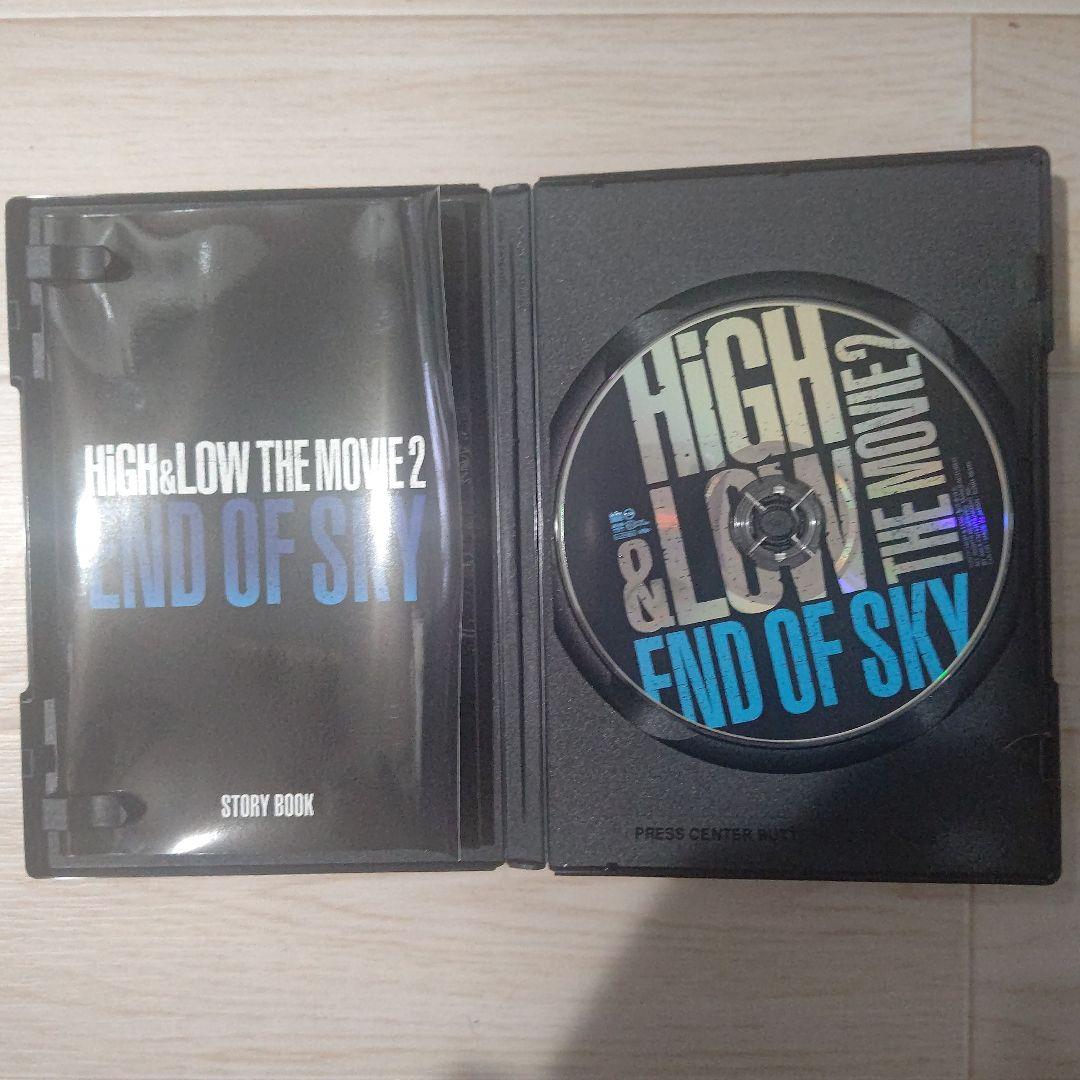 HiGH&LOW THE MOVIE 2
END OF SKY
STORY BOOK
HiGH
&LOW
THE MOVIE 2
END OF SKY
PRESS CENTER